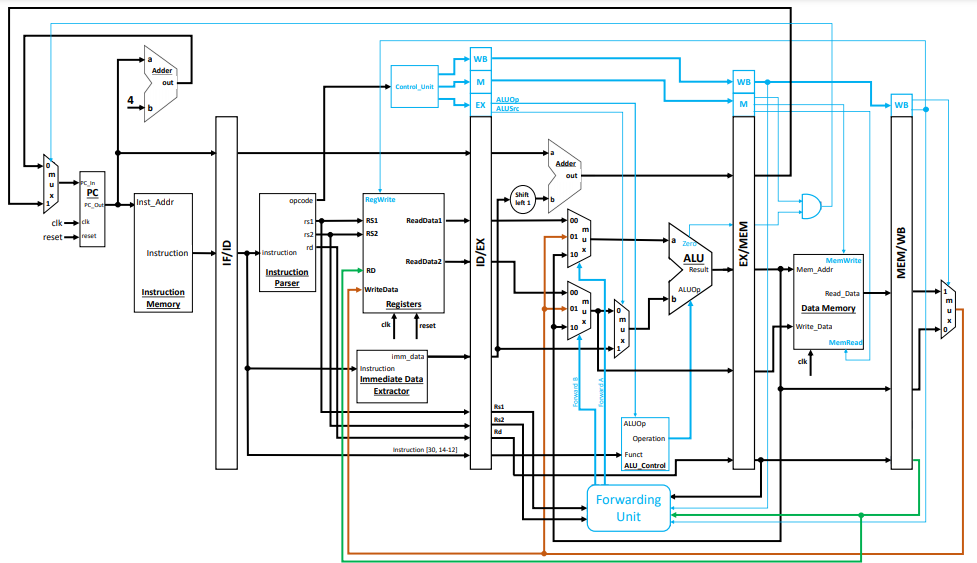 a
Adder
out
4
b
0
m
u
x
1
PC_In
PC
PC_Out
clk
clk
reset
reset
Inst_Addr
Instruction
Instruction
Memory
IF/ID
opcode
rs1
rs2
rd
Instruction
Instruction
Parser
Control_Unit
RegWrite
RS1
RS2
RD
WriteData
ReadData1
ReadData2
Registers
clk
reset
imm_data
Instruction
Immediate Data
Extractor
Instruction [30, 14-12]
WB
M
EX
ID/EX
ALUOp
ALUSrc
Rs1
Rs2
Rd
a
Adder
out
b
Shift
left 1
00
01
10
m
u
x
00
01
10
m
u
x
0
m
u
x
1
a
Zero
ALU
Result
ALUOp
b
Forward B
Forward A
ALUOp
Operation
Funct
ALU_Control
Forwarding
Unit
WB
M
EX/MEM
MemWrite
Mem_Addr
Read_Data
Data Memory
Write_Data
MemRead
clk
WB
MEM/WB
1
m
u
x
0